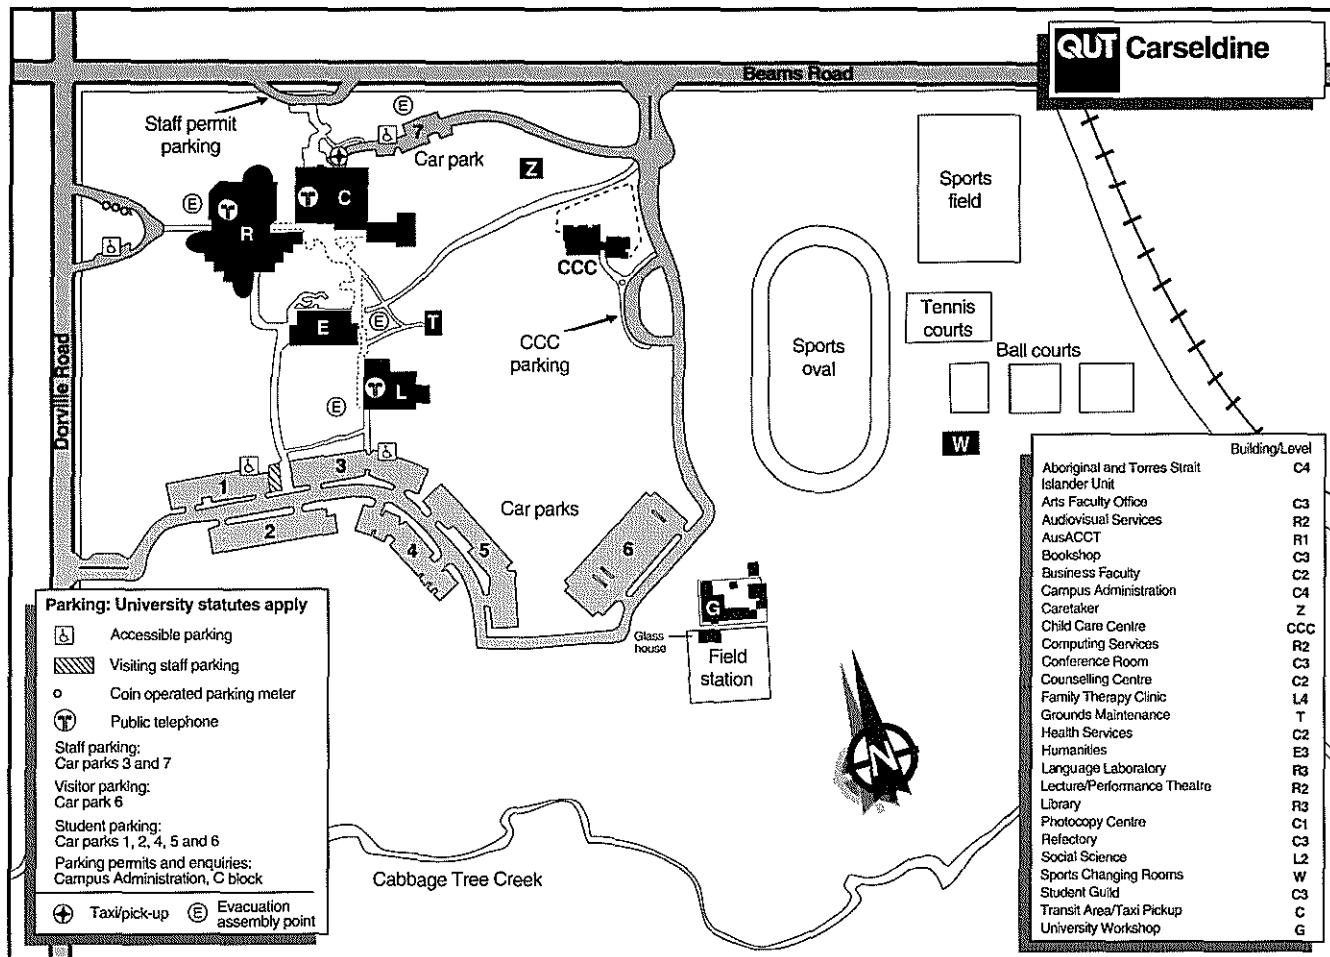 QUT Carseldine
Beams Road
Staff permit
parking
E
7
Car park
Z
Sports
field
C
E
R
CCC
Tennis
courts
E
E
T
CCC
parking
Ball courts
Sports
oval
Dorville Road
L
E
W
3
1
Car parks
2
4
5
6
G
Glass
house
Field
station
N
Cabbage Tree Creek
Parking: University statutes apply
Accessible parking
Visiting staff parking
Coin operated parking meter
Public telephone
Staff parking:
Car parks 3 and 7
Visitor parking:
Car park 6
Student parking:
Car parks 1, 2, 4, 5 and 6
Parking permits and enquiries:
Campus Administration, C block
Taxi/pick-up E Evacuation
assembly point
Building/Level
Aboriginal and Torres Strait C4
Islander Unit
Arts Faculty Office C3
Audiovisual Services R2
AusACCT R1
Bookshop C3
Business Faculty C2
Campus Administration C4
Caretaker Z
Child Care Centre CCC
Computing Services R2
Conference Room C3
Counselling Centre C2
Family Therapy Clinic L4
Grounds Maintenance T
Health Services C2
Humanities E3
Language Laboratory R3
Lecture/Performance Theatre R2
Library R3
Photocopy Centre C1
Refectory C3
Social Science L2
Sports Changing Rooms W
Student Guild C3
Transit Area/Taxi Pickup C
University Workshop G